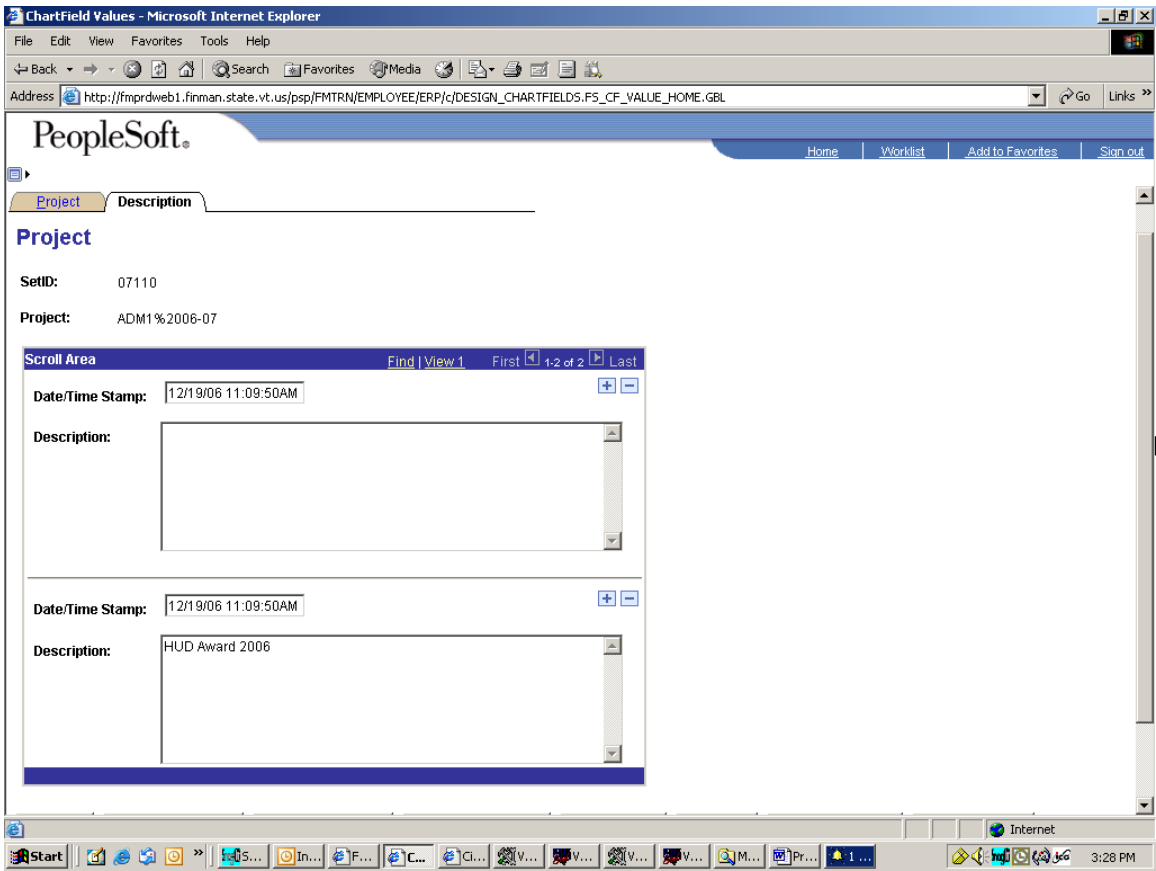 ChartField Values - Microsoft Internet Explorer
File Edit View Favorites Tools Help
Back Search Favorites Media
Address http://fmprdweb1.finman.state.vt.us/psp/FMTRN/EMPLOYEE/ERP/c/DESIGN_CHARTFIELDS.FS_CF_VALUE_HOME.GBL Go Links »
PeopleSoft®
Home Worklist Add to Favorites Sign out
Project Description
Project
SetID: 07110
Project: ADM1%2006-07
Scroll Area Find | View 1 First 1-2 of 2 Last
Date/Time Stamp: 12/19/06 11:09:50AM
Description:
Date/Time Stamp: 12/19/06 11:09:50AM
Description: HUD Award 2006
Internet
Start » S... In... F... C... Ci... V... V... V... V... M... Pr... 1 ... 3:28 PM